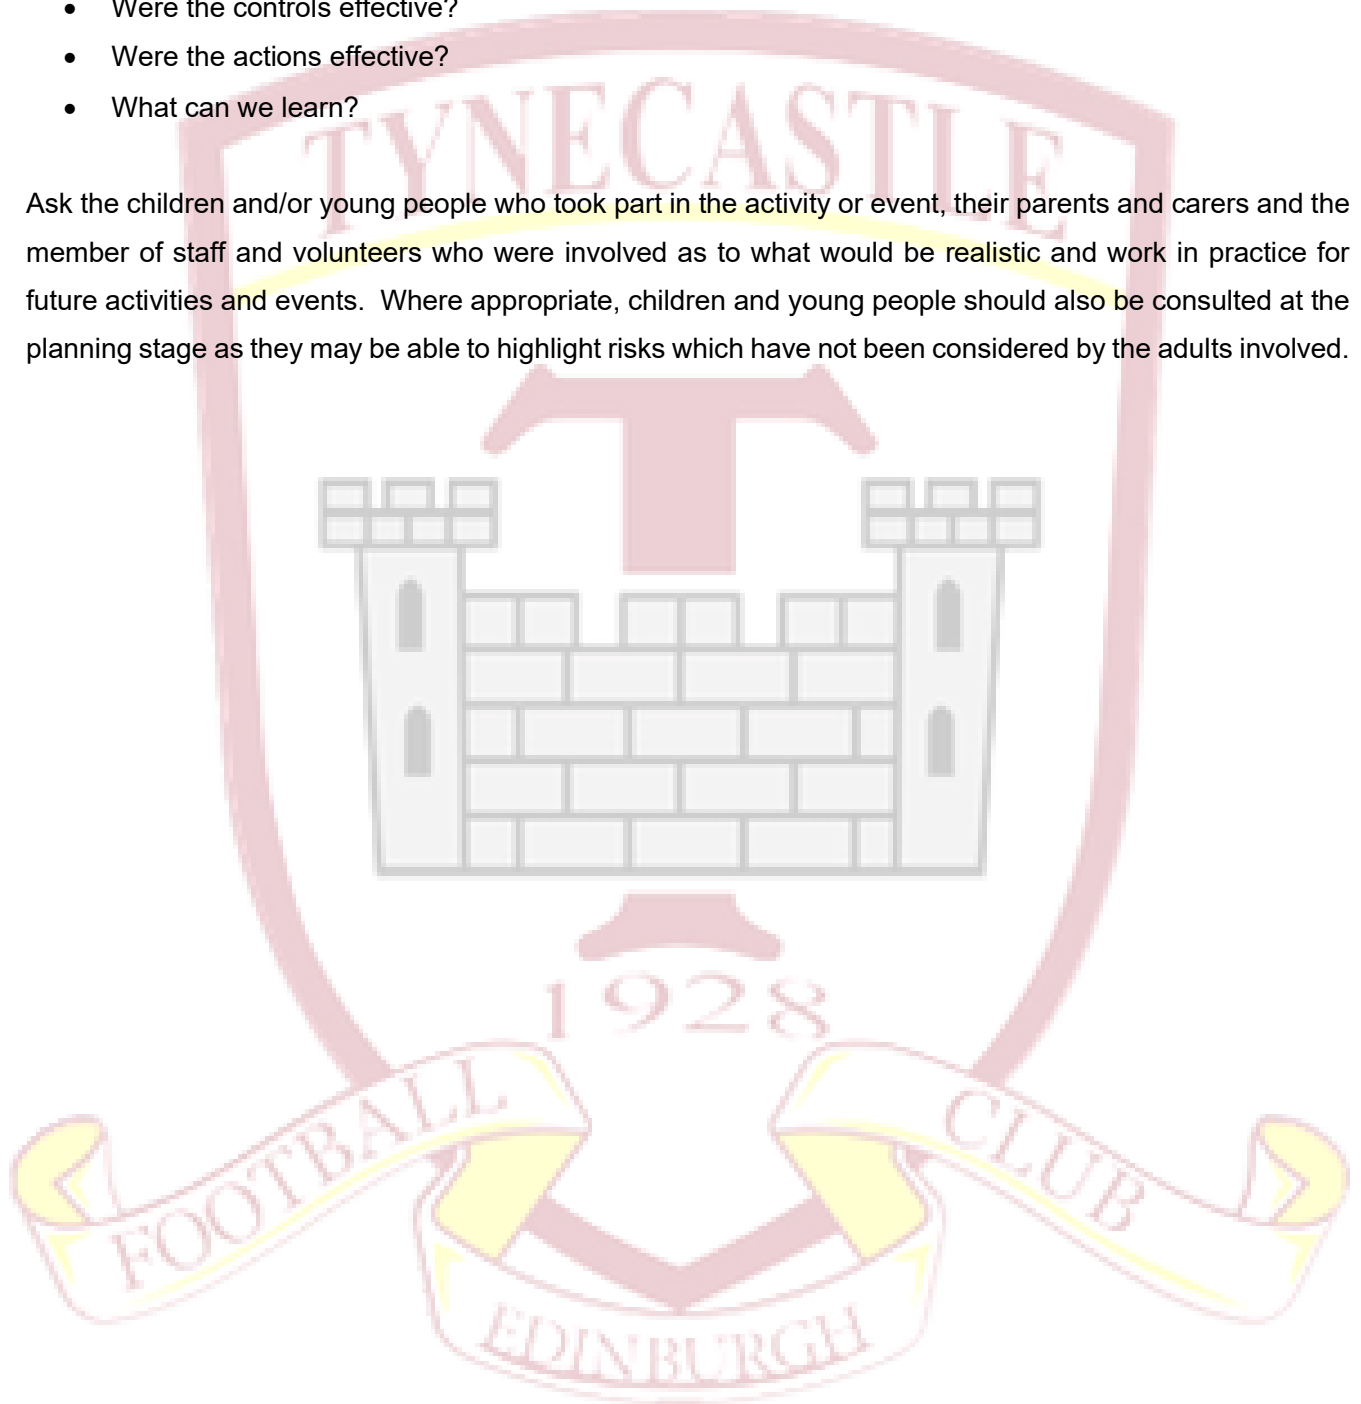 • Were the controls effective?
• Were the actions effective?
• What can we learn?
Ask the children and/or young people who took part in the activity or event, their parents and carers and the
member of staff and volunteers who were involved as to what would be realistic and work in practice for
future activities and events. Where appropriate, children and young people should also be consulted at the
planning stage as they may be able to highlight risks which have not been considered by the adults involved.
TYNECASTLE
T
1928
FOOTBALL
CLUB
EDINBURGH